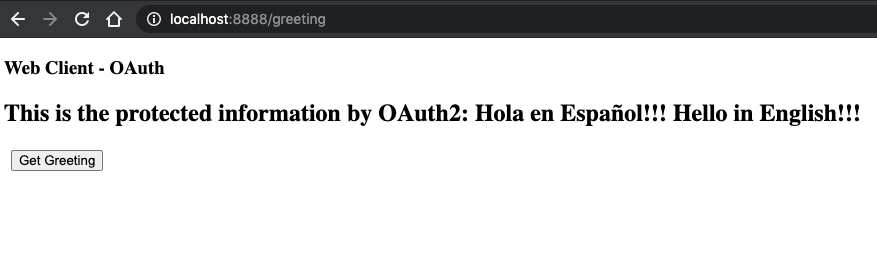 localhost:8888/greeting
Web Client - OAuth
This is the protected information by OAuth2: Hola en Español!!! Hello in English!!!
Get Greeting